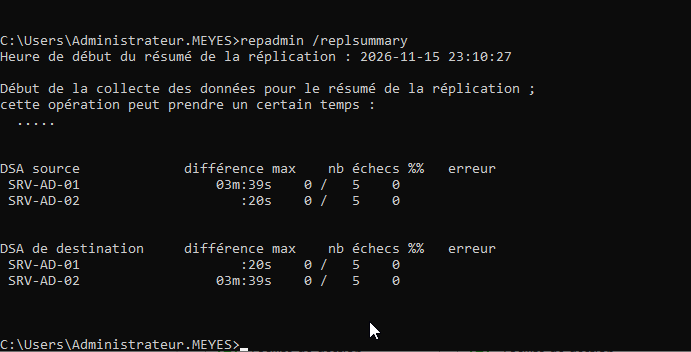 C:\Users\Administrateur.MEYES>repadmin /replsummary
Heure de début du résumé de la réplication : 2026-11-15 23:10:27
Début de la collecte des données pour le résumé de la réplication ;
cette opération peut prendre un certain temps :
.....
DSA source             différence max    nb échecs %%   erreur
SRV-AD-01                 03m:39s    0 /   5    0
SRV-AD-02                    :20s    0 /   5    0
DSA de destination     différence max    nb échecs %%   erreur
SRV-AD-01                    :20s    0 /   5    0
SRV-AD-02                 03m:39s    0 /   5    0
C:\Users\Administrateur.MEYES>